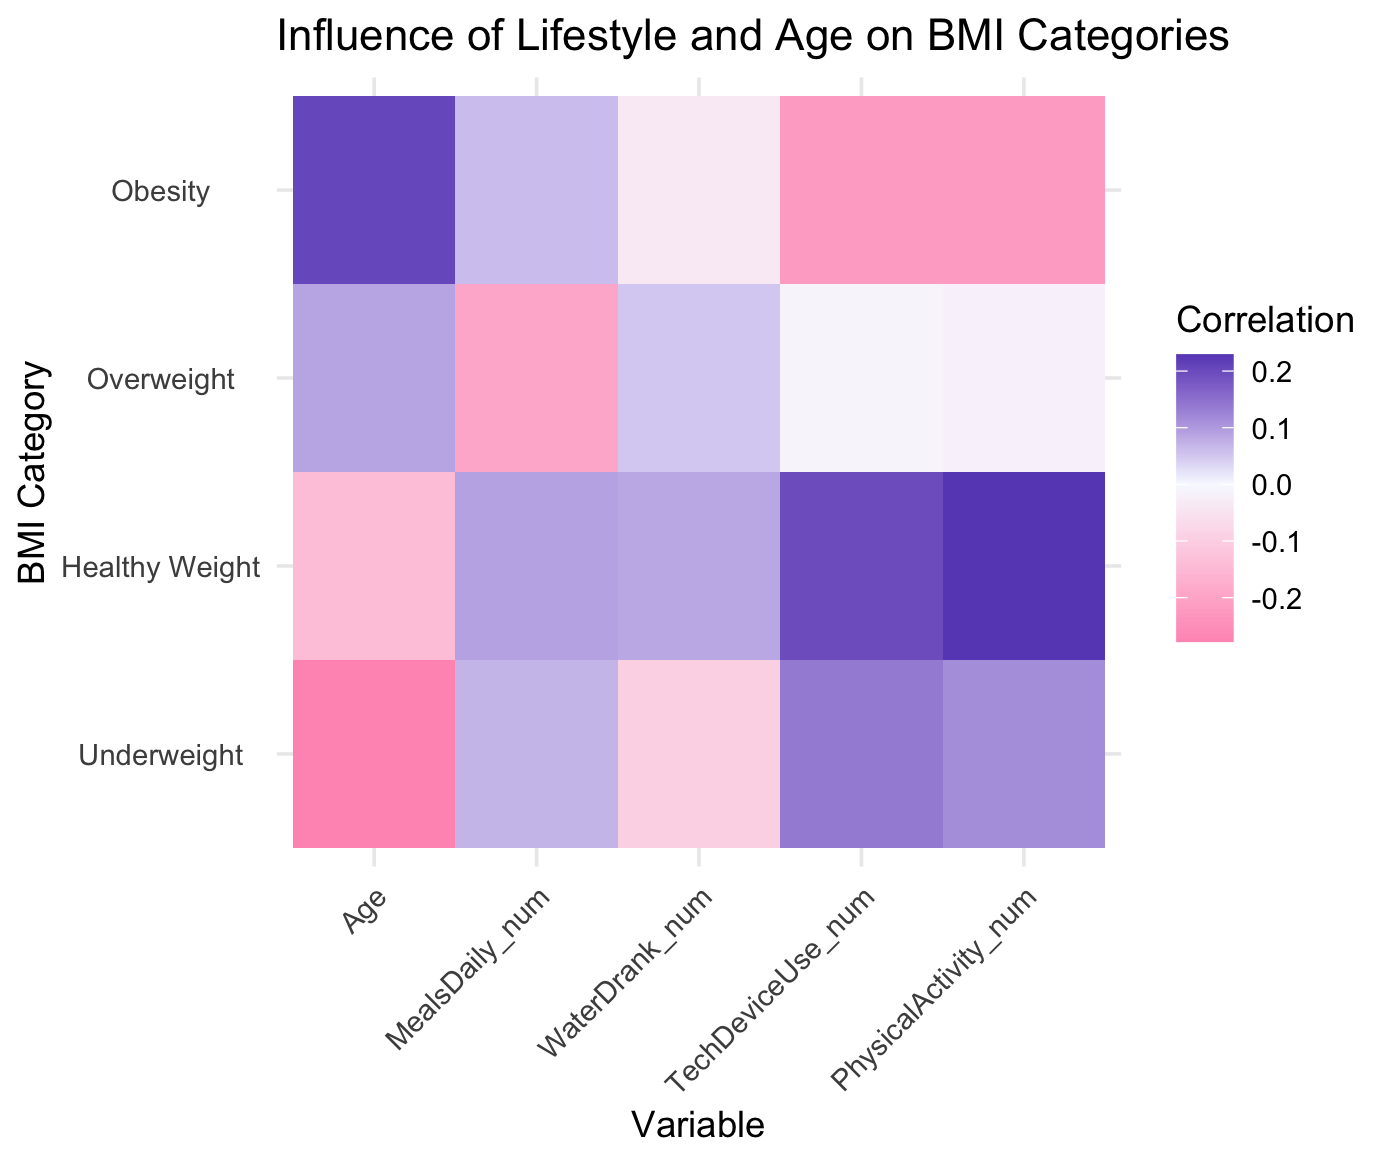 Influence of Lifestyle and Age on BMI Categories
BMI Category
Obesity
Overweight
Healthy Weight
Underweight
Age
MealsDaily_num
WaterDrank_num
TechDeviceUse_num
PhysicalActivity_num
Variable
Correlation
0.2
0.1
0.0
-0.1
-0.2